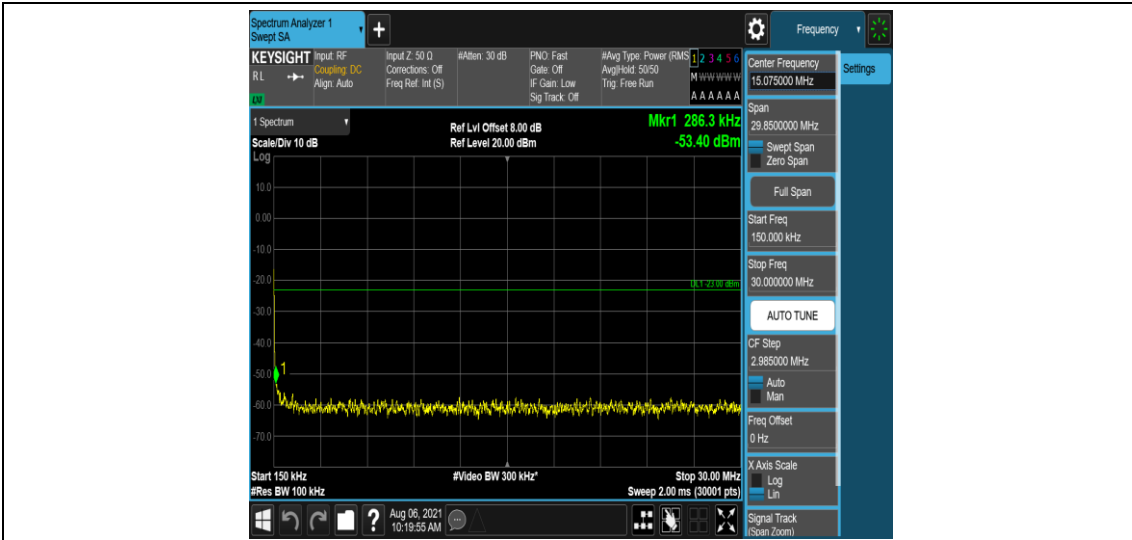 Spectrum Analyzer 1
Swept SA
Frequency
KEYSIGHT
RL
LXI
Input: RF
Coupling: DC
Align: Auto
Input Z: 50 Ω
Corrections: Off
Freq Ref: Int (S)
#Atten: 30 dB
PNO: Fast
Gate: Off
IF Gain: Low
Sig Track: Off
#Avg Type: Power (RMS
Avg|Hold: 50/50
Trig: Free Run
1 2 3 4 5 6
M W W W W W
A A A A A A
1 Spectrum
Ref Lvl Offset 8.00 dB
Mkr1 286.3 kHz
Scale/Div 10 dB
Ref Level 20.00 dBm
-53.40 dBm
Log
10.0
0.00
-10.0
-20.0
DL1 -23.00 dBm
-30.0
-40.0
-50.0
1
-60.0
-70.0
Start 150 kHz
#Video BW 300 kHz*
Stop 30.00 MHz
#Res BW 100 kHz
Sweep 2.00 ms (30001 pts)
?
Aug 06, 2021
10:19:55 AM
Center Frequency
15.075000 MHz
Settings
Span
29.8500000 MHz
Swept Span
Zero Span
Full Span
Start Freq
150.000 kHz
Stop Freq
30.000000 MHz
AUTO TUNE
CF Step
2.985000 MHz
Auto
Man
Freq Offset
0 Hz
X Axis Scale
Log
Lin
Signal Track
(Span Zoom)